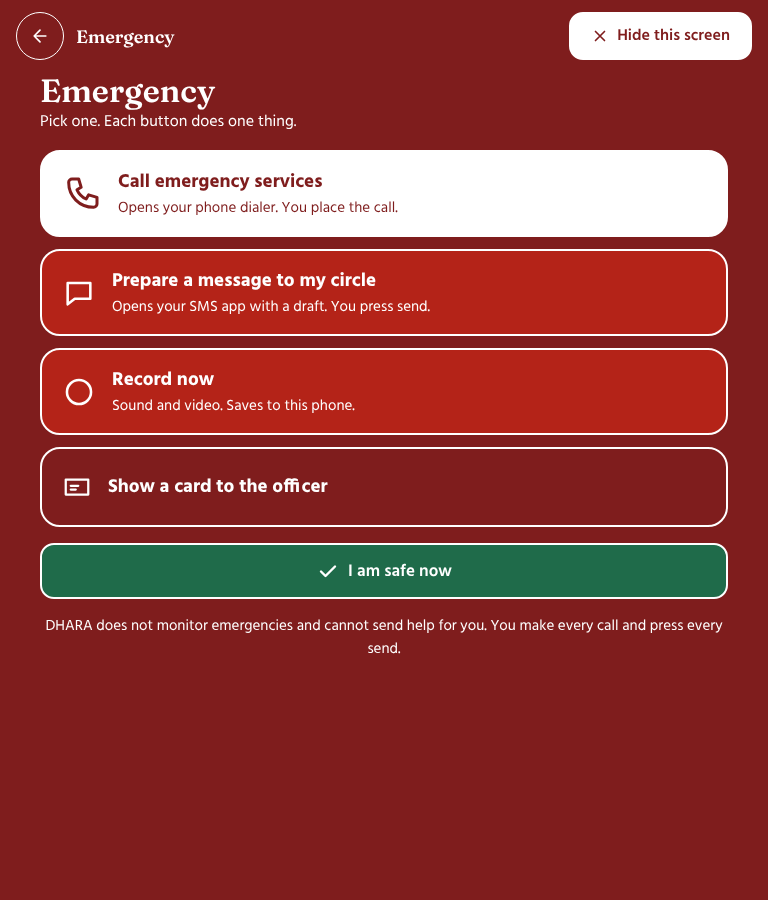 Emergency
Hide this screen
Emergency
Pick one. Each button does one thing.
Call emergency services
Opens your phone dialer. You place the call.
Prepare a message to my circle
Opens your SMS app with a draft. You press send.
Record now
Sound and video. Saves to this phone.
Show a card to the officer
I am safe now
DHARA does not monitor emergencies and cannot send help for you. You make every call and press every
send.